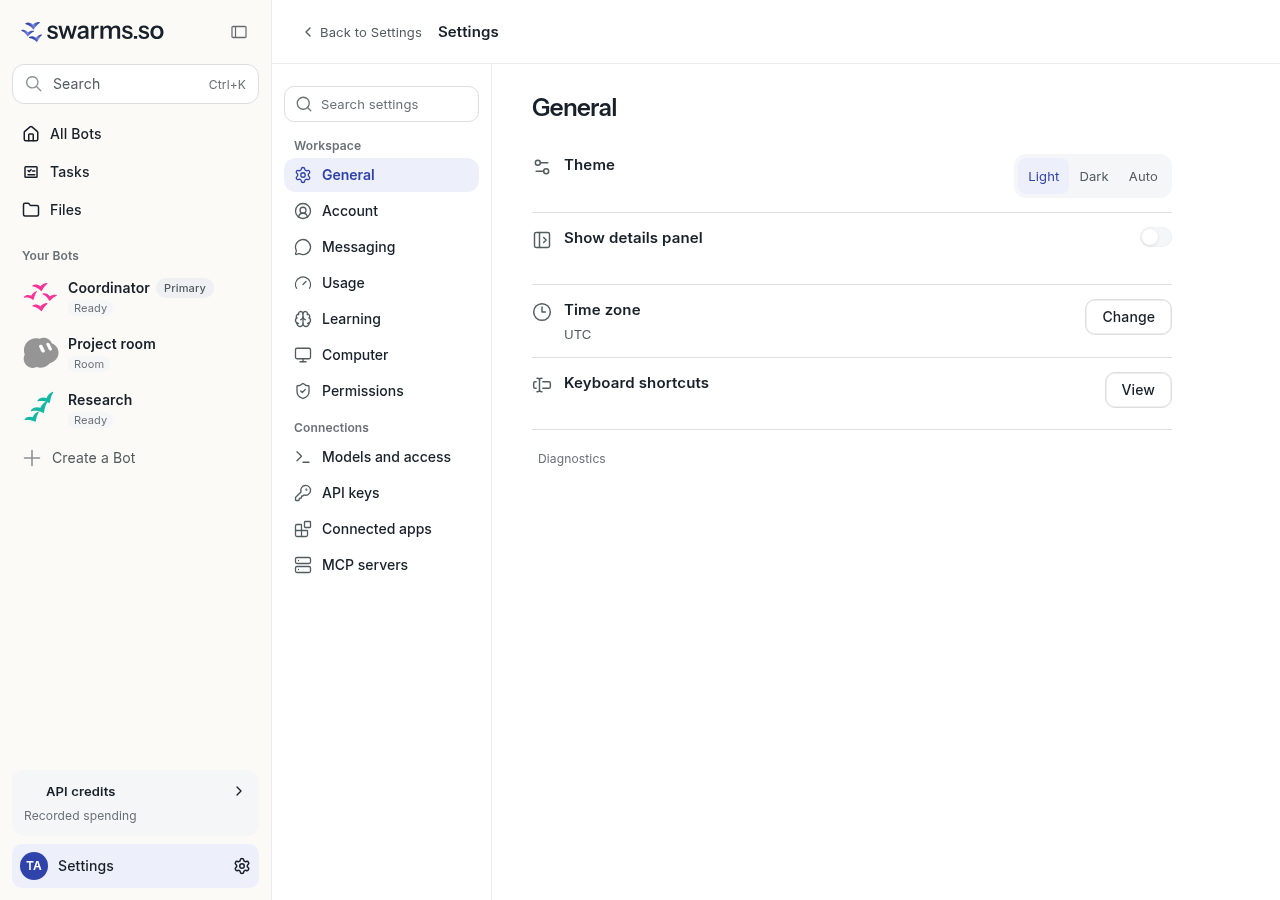 swarms.so
Search
Ctrl+K
All Bots
Tasks
Files
Your Bots
Coordinator
Primary
Ready
Project room
Room
Research
Ready
Create a Bot
API credits
Recorded spending
TA
Settings
Back to Settings
Settings
Search settings
Workspace
General
Account
Messaging
Usage
Learning
Computer
Permissions
Connections
Models and access
API keys
Connected apps
MCP servers
General
Theme
Light
Dark
Auto
Show details panel
Time zone
UTC
Change
Keyboard shortcuts
View
Diagnostics